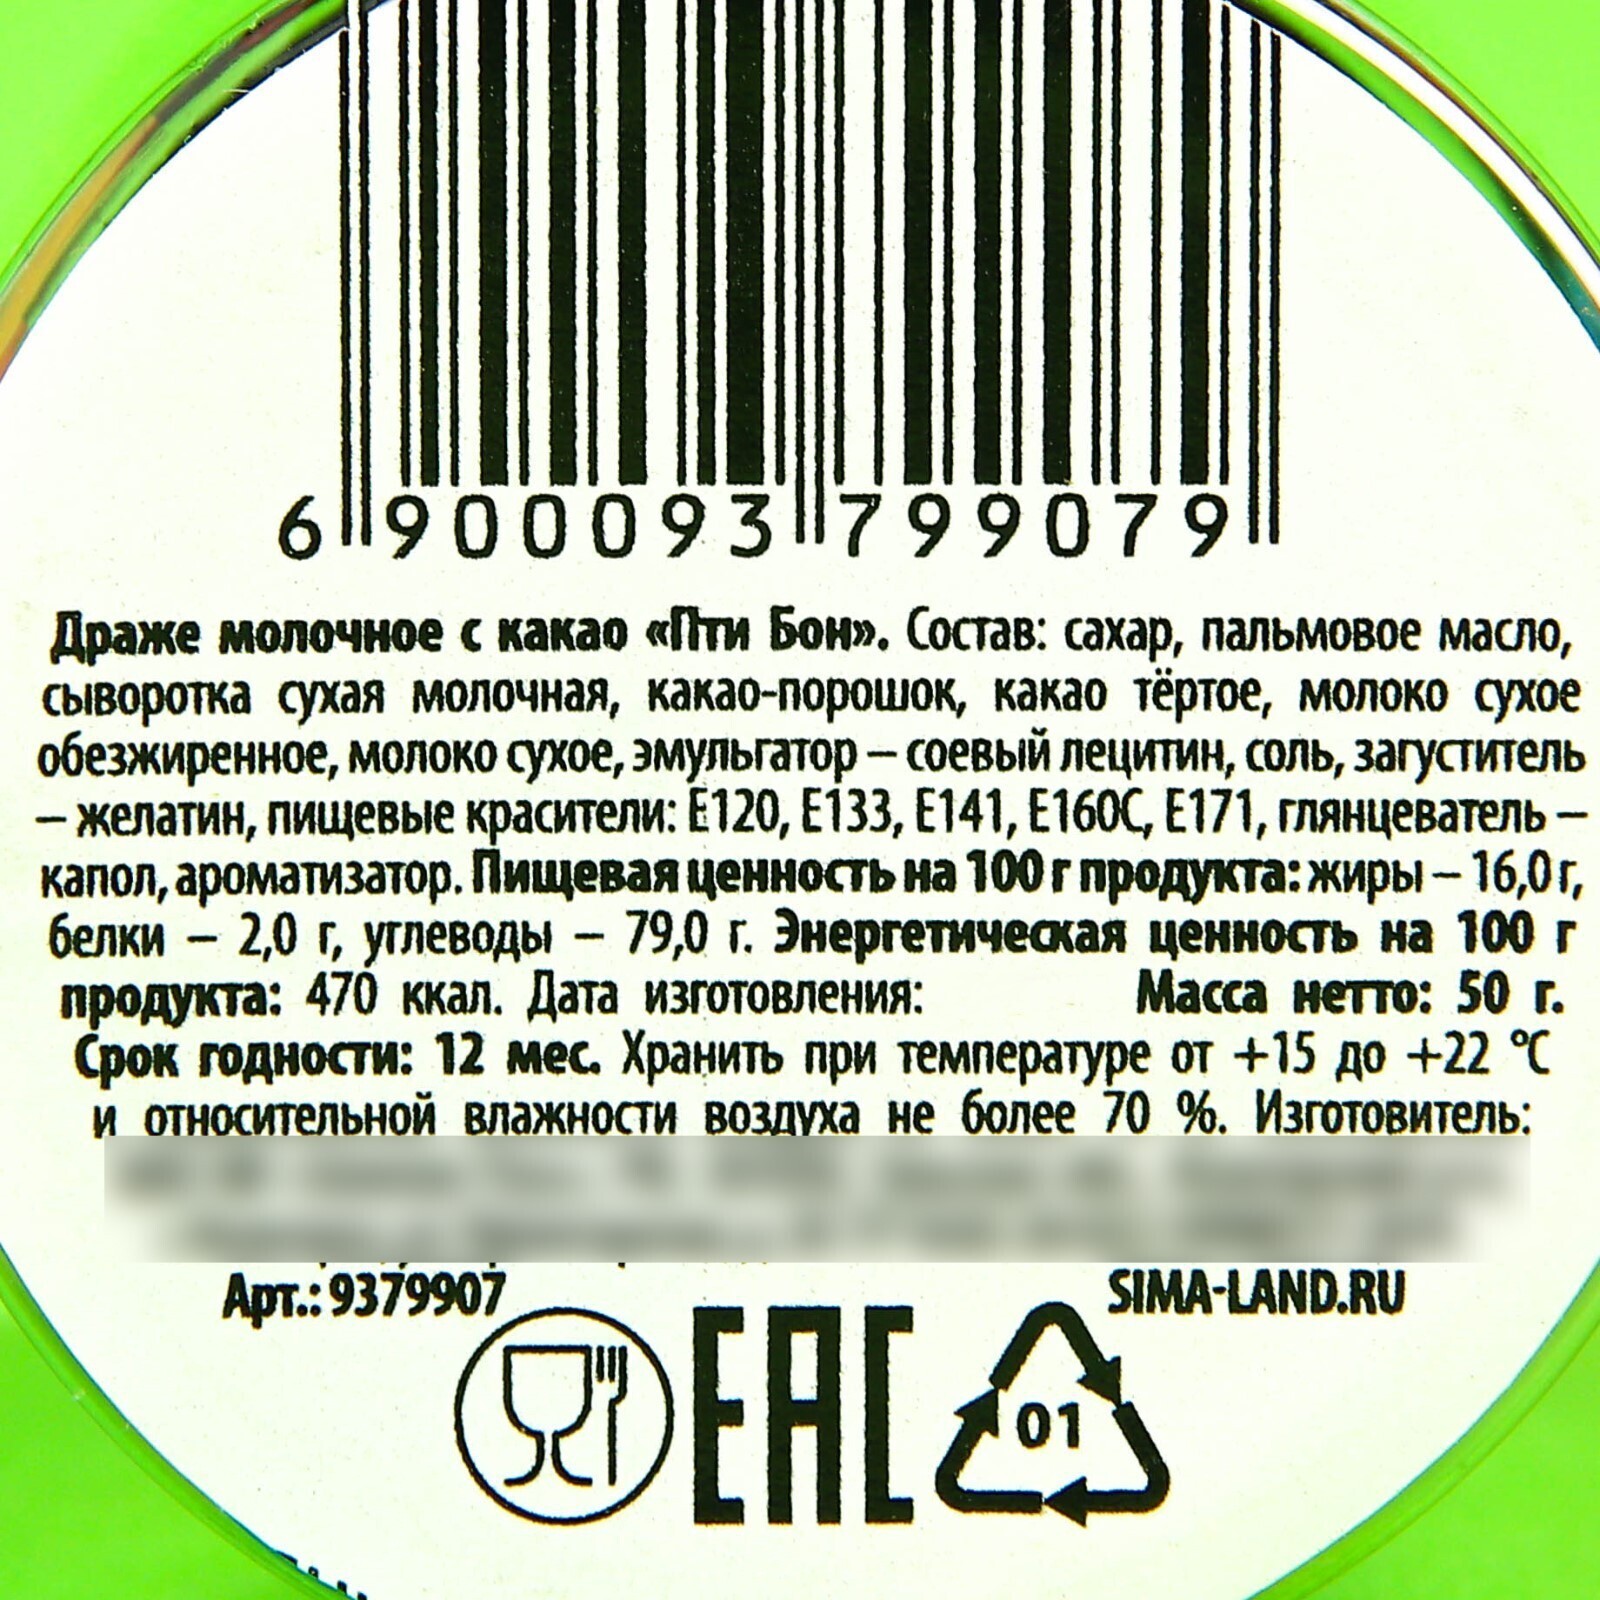 6 900093 799079
Драже молочное с какао «Пти Бон». Состав: сахар, пальмовое масло,
сыворотка сухая молочная, какао-порошок, какао тёртое, молоко сухое
обезжиренное, молоко сухое, эмульгатор – соевый лецитин, соль, загуститель
– желатин, пищевые красители: Е120, Е133, Е141, Е160С, Е171, глянцеватель –
капол, ароматизатор. Пищевая ценность на 100 г продукта: жиры – 16,0 г,
белки – 2,0 г, углеводы – 79,0 г. Энергетическая ценность на 100 г
продукта: 470 ккал. Дата изготовления: Масса нетто: 50 г.
Срок годности: 12 мес. Хранить при температуре от +15 до +22 °С
и относительной влажности воздуха не более 70 %. Изготовитель:
Арт.: 9379907 SIMA-LAND.RU
EAC
01